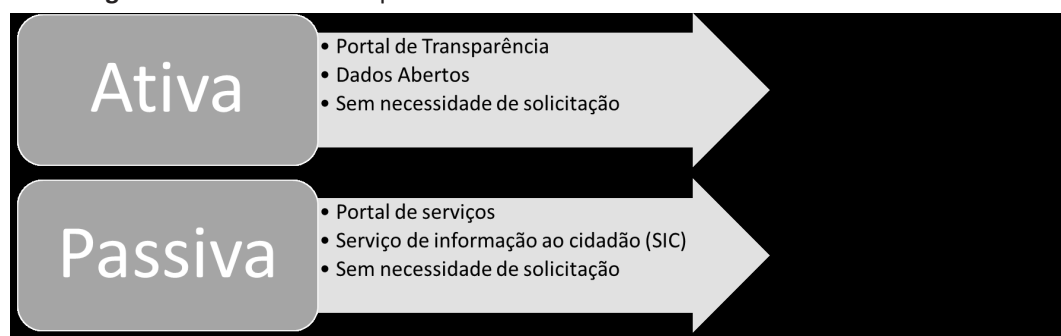 Ativa
• Portal de Transparência
• Dados Abertos
• Sem necessidade de solicitação
Passiva
• Portal de serviços
• Serviço de informação ao cidadão (SIC)
• Sem necessidade de solicitação